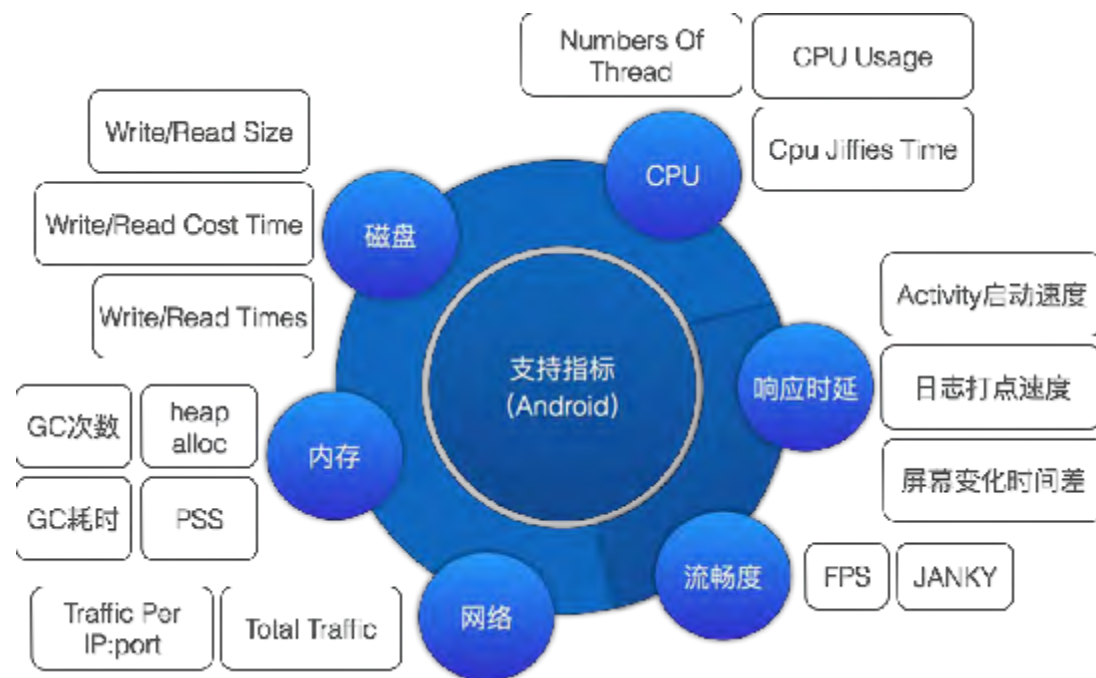 Numbers Of
Thread
CPU Usage
Cpu Jiffies Time
CPU
Write/Read Size
Write/Read Cost Time
Write/Read Times
磁盘
Activity启动速度
日志打点速度
屏幕变化时间差
响应时延
支持指标
(Android)
GC次数
heap
alloc
GC耗时
PSS
内存
流畅度
FPS
JANKY
Traffic Per
IP:port
Total Traffic
网络